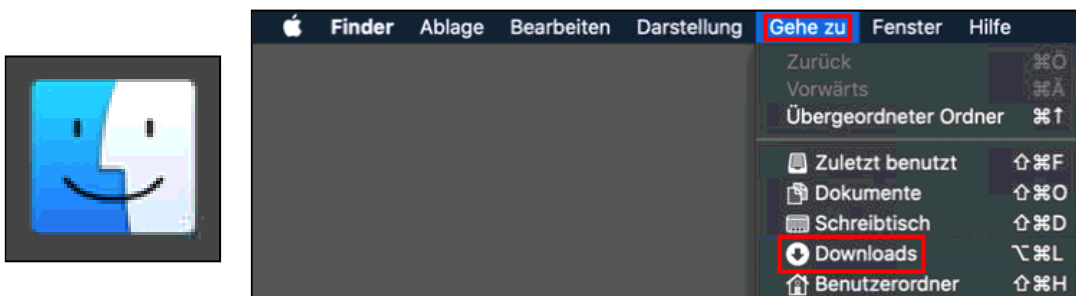 Finder Ablage Bearbeiten Darstellung Gehe zu Fenster Hilfe
Zurück ⌘Ö
Vorwärts ⌘Ä
Übergeordneter Ordner ⌘↑
Zuletzt benutzt ⇧⌘F
Dokumente ⇧⌘O
Schreibtisch ⇧⌘D
Downloads ⌥⌘L
Benutzerordner ⇧⌘H